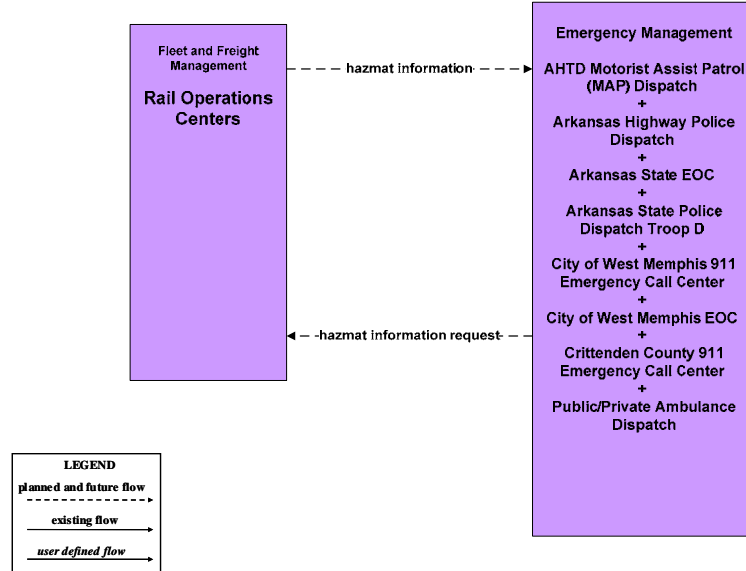 Fleet and Freight
Management
Rail Operations
Centers
hazmat information
hazmat information request
Emergency Management
AHTD Motorist Assist Patrol
(MAP) Dispatch
+
Arkansas Highway Police
Dispatch
+
Arkansas State EOC
+
Arkansas State Police
Dispatch Troop D
+
City of West Memphis 911
Emergency Call Center
+
City of West Memphis EOC
+
Crittenden County 911
Emergency Call Center
+
Public/Private Ambulance
Dispatch
LEGEND
planned and future flow
existing flow
user defined flow